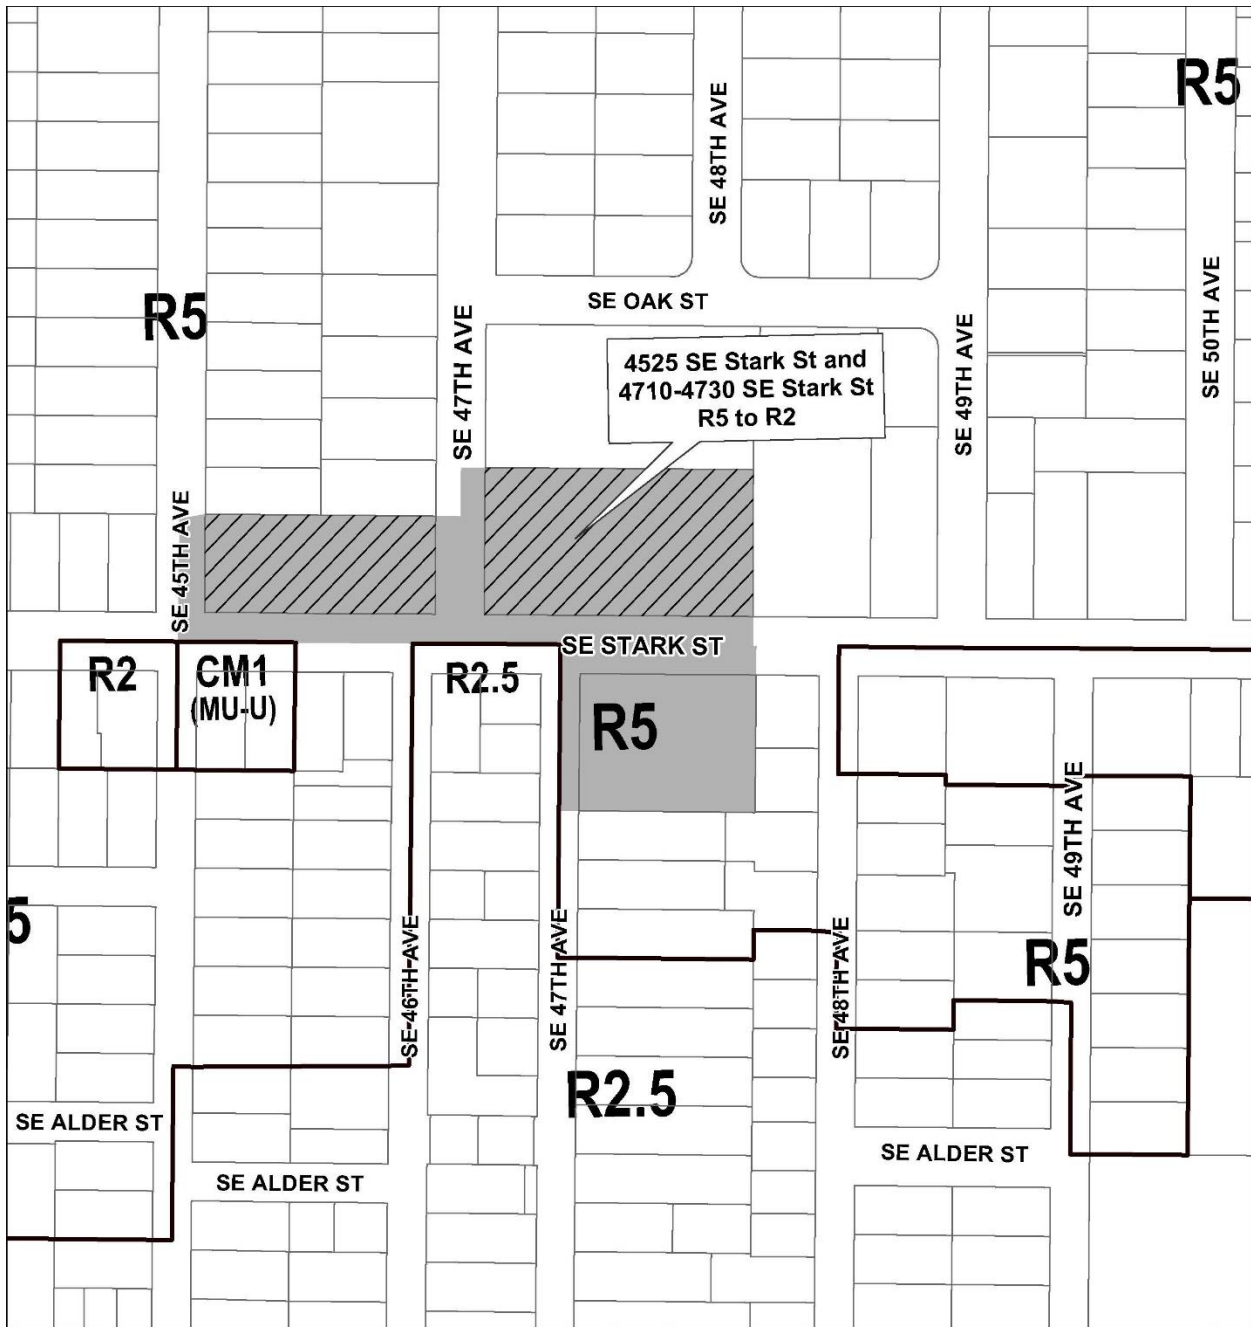 R5
SE 48TH AVE
SE 50TH AVE
R5
SE OAK ST
SE 47TH AVE
SE 49TH AVE
4525 SE Stark St and
4710-4730 SE Stark St
R5 to R2
SE 45TH AVE
SE STARK ST
R2
CM1
(MU-U)
R2.5
R5
SE 49TH AVE
5
SE 46TH AVE
SE 47TH AVE
SE 48TH AVE
R5
R2.5
SE ALDER ST
SE ALDER ST
SE ALDER ST